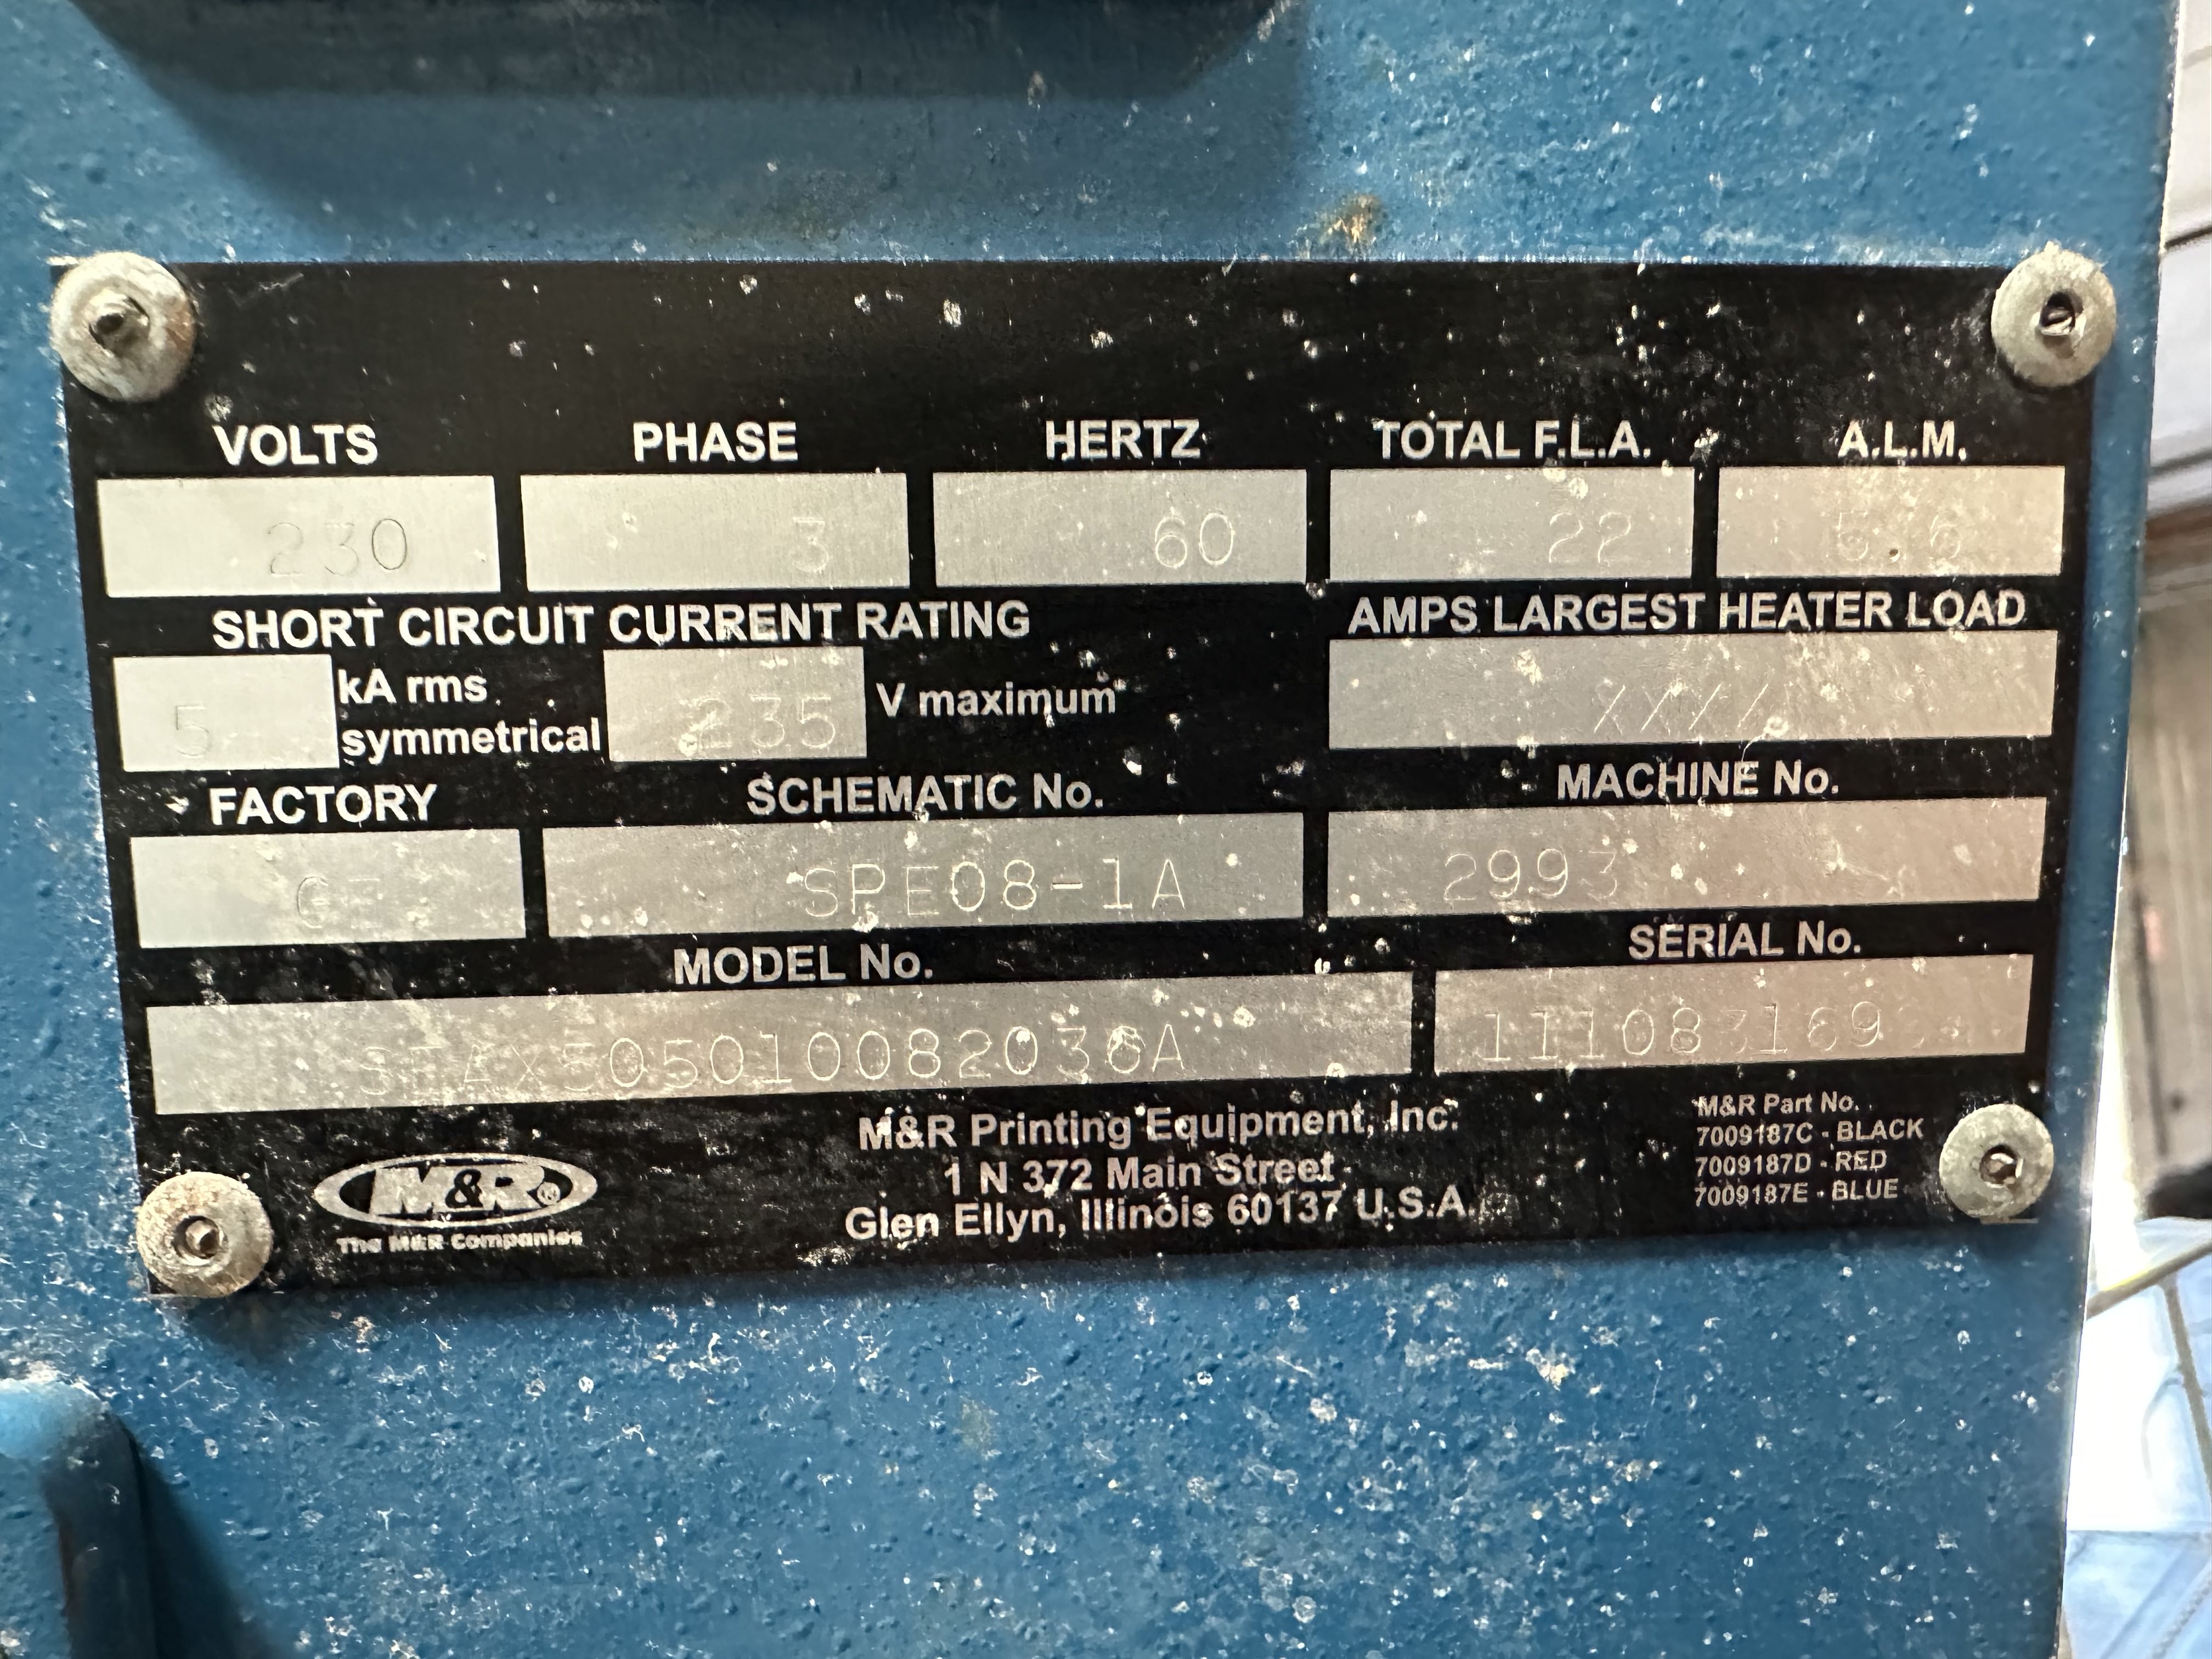 VOLTS PHASE HERTZ TOTAL F.L.A. A.L.M.
230 3 60 22 5.6
SHORT CIRCUIT CURRENT RATING AMPS LARGEST HEATER LOAD
5 kA rms symmetrical 235 V maximum
FACTORY SCHEMATIC No. MACHINE No.
SPE08-1A 2993
MODEL No. SERIAL No.
M&R
The M&R Companies
M&R Printing Equipment, Inc.
1 N 372 Main Street
Glen Ellyn, Illinois 60137 U.S.A.
M&R Part No.
7009187C - BLACK
7009187D - RED
7009187E - BLUE